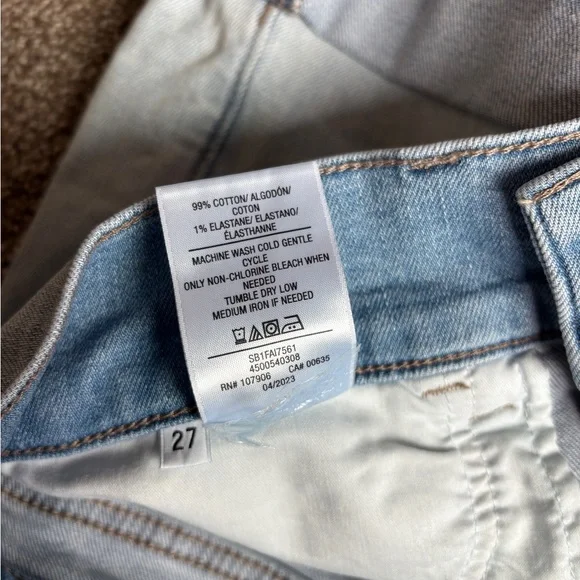 99% COTTON/ ALGODÓN/
COTON
1% ELASTANE/ ELASTANO/
ÉLASTHANNE
MACHINE WASH COLD GENTLE
CYCLE
ONLY NON-CHLORINE BLEACH WHEN
NEEDED
TUMBLE DRY LOW
MEDIUM IRON IF NEEDED
SB1FAI7561
4500540308
RN# 107906 CA# 00635
04/2023
27